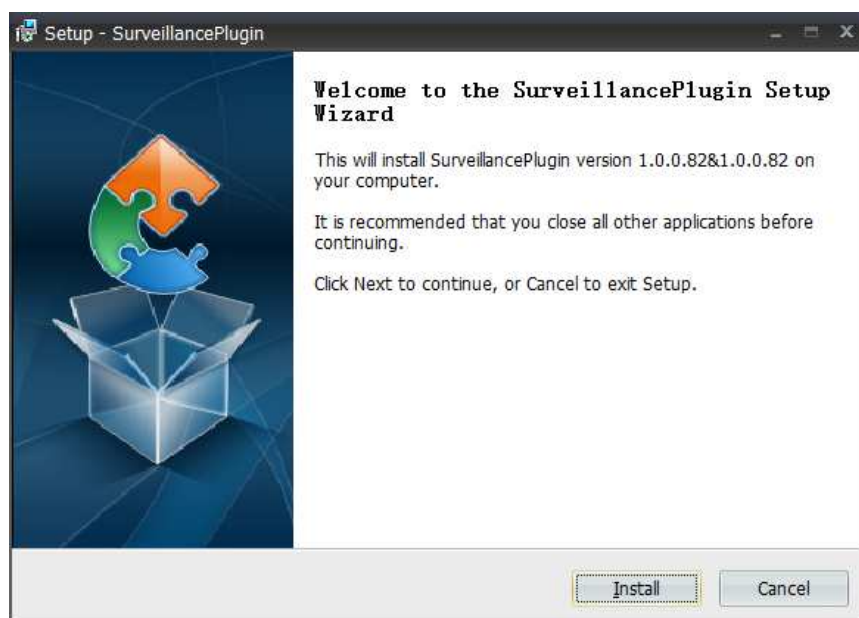 Setup - SurveillancePlugin
Welcome to the SurveillancePlugin Setup
Wizard
This will install SurveillancePlugin version 1.0.0.82&1.0.0.82 on
your computer.
It is recommended that you close all other applications before
continuing.
Click Next to continue, or Cancel to exit Setup.
Install
Cancel